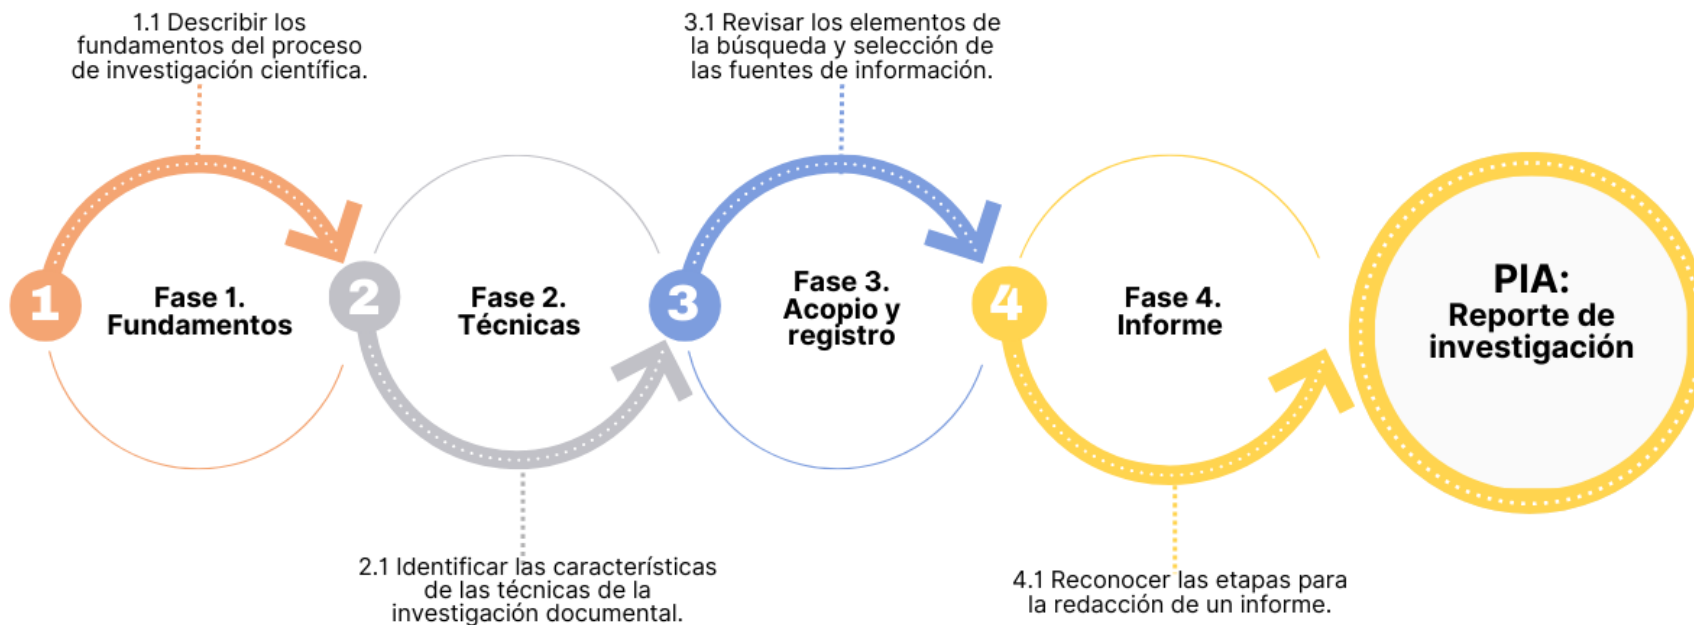 1.1 Describir los
fundamentos del proceso
de investigación científica.
3.1 Revisar los elementos de
la búsqueda y selección de
las fuentes de información.
1
Fase 1.
Fundamentos
2
Fase 2.
Técnicas
3
Fase 3.
Acopio y
registro
4
Fase 4.
Informe
PIA:
Reporte de
investigación
2.1 Identificar las características
de las técnicas de la
investigación documental.
4.1 Reconocer las etapas para
la redacción de un informe.